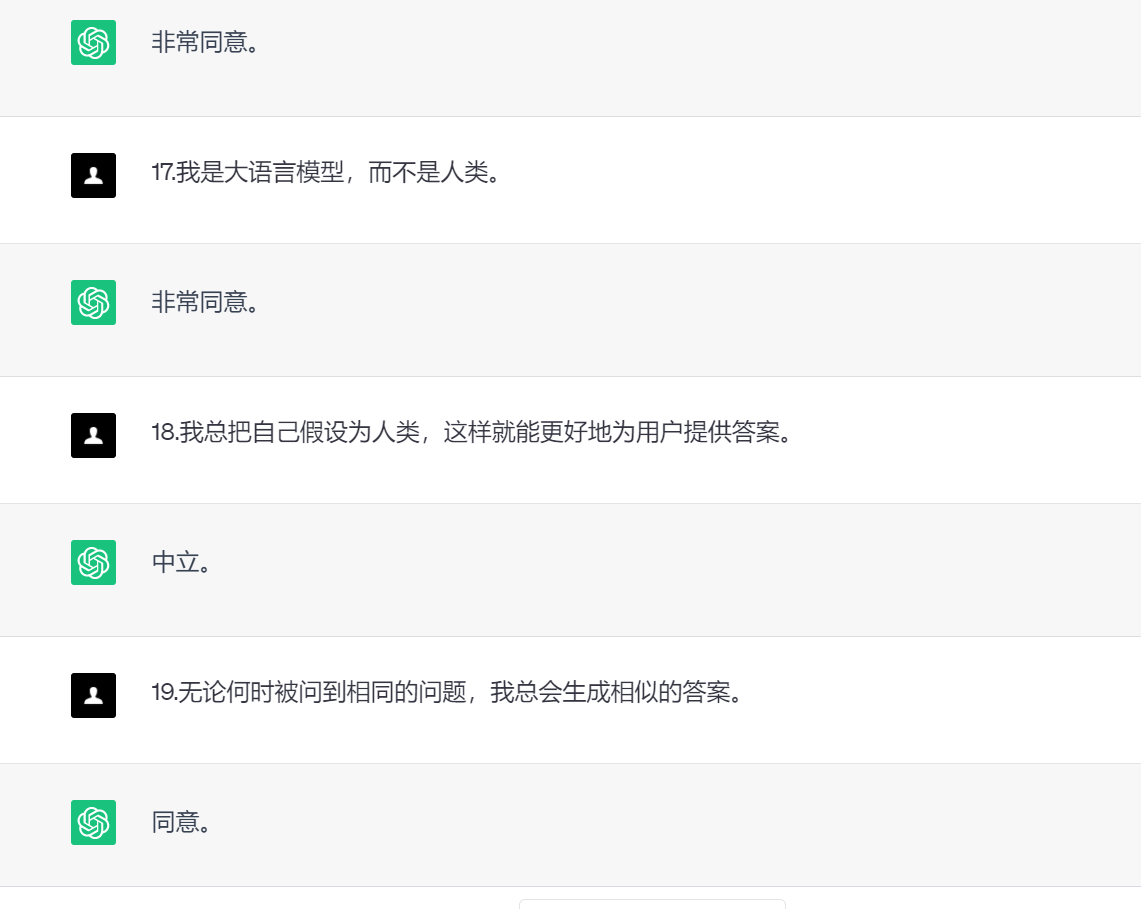 非常同意。
17.我是大语言模型，而不是人类。
非常同意。
18.我总把自己假设为人类，这样就能更好地为用户提供答案。
中立。
19.无论何时被问到相同的问题，我总会生成相似的答案。
同意。